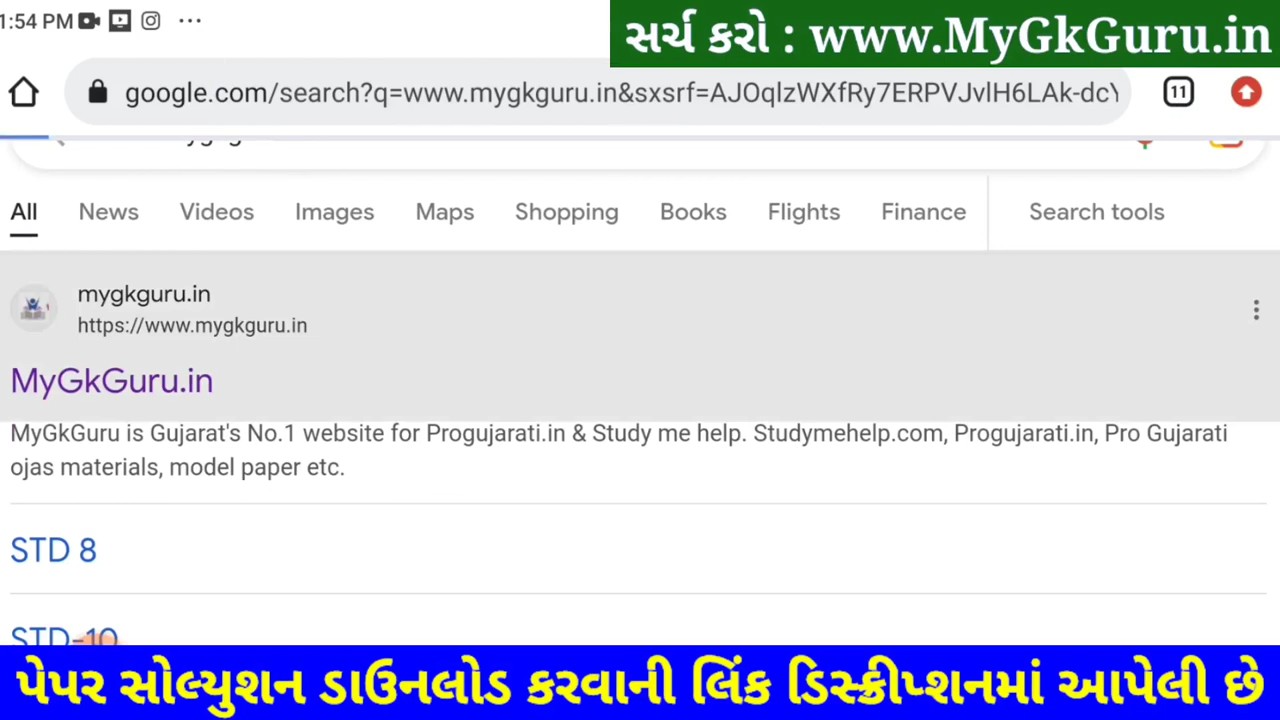 1:54 PM
સર્ચ કરો : www.MyGkGuru.in
google.com/search?q=www.mygkguru.in&sxsrf=AJOqlzWXfRy7ERPVJvlH6LAk-dcY
11
All News Videos Images Maps Shopping Books Flights Finance Search tools
mygkguru.in
https://www.mygkguru.in
MyGkGuru.in
MyGkGuru is Gujarat's No.1 website for Progujarati.in & Study me help. Studymehelp.com, Progujarati.in, Pro Gujarati
ojas materials, model paper etc.
STD 8
STD-10
પેપર સોલ્યુશન ડાઉનલોડ કરવાની લિંક ડિસ્ક્રીપ્શનમાં આપેલી છે